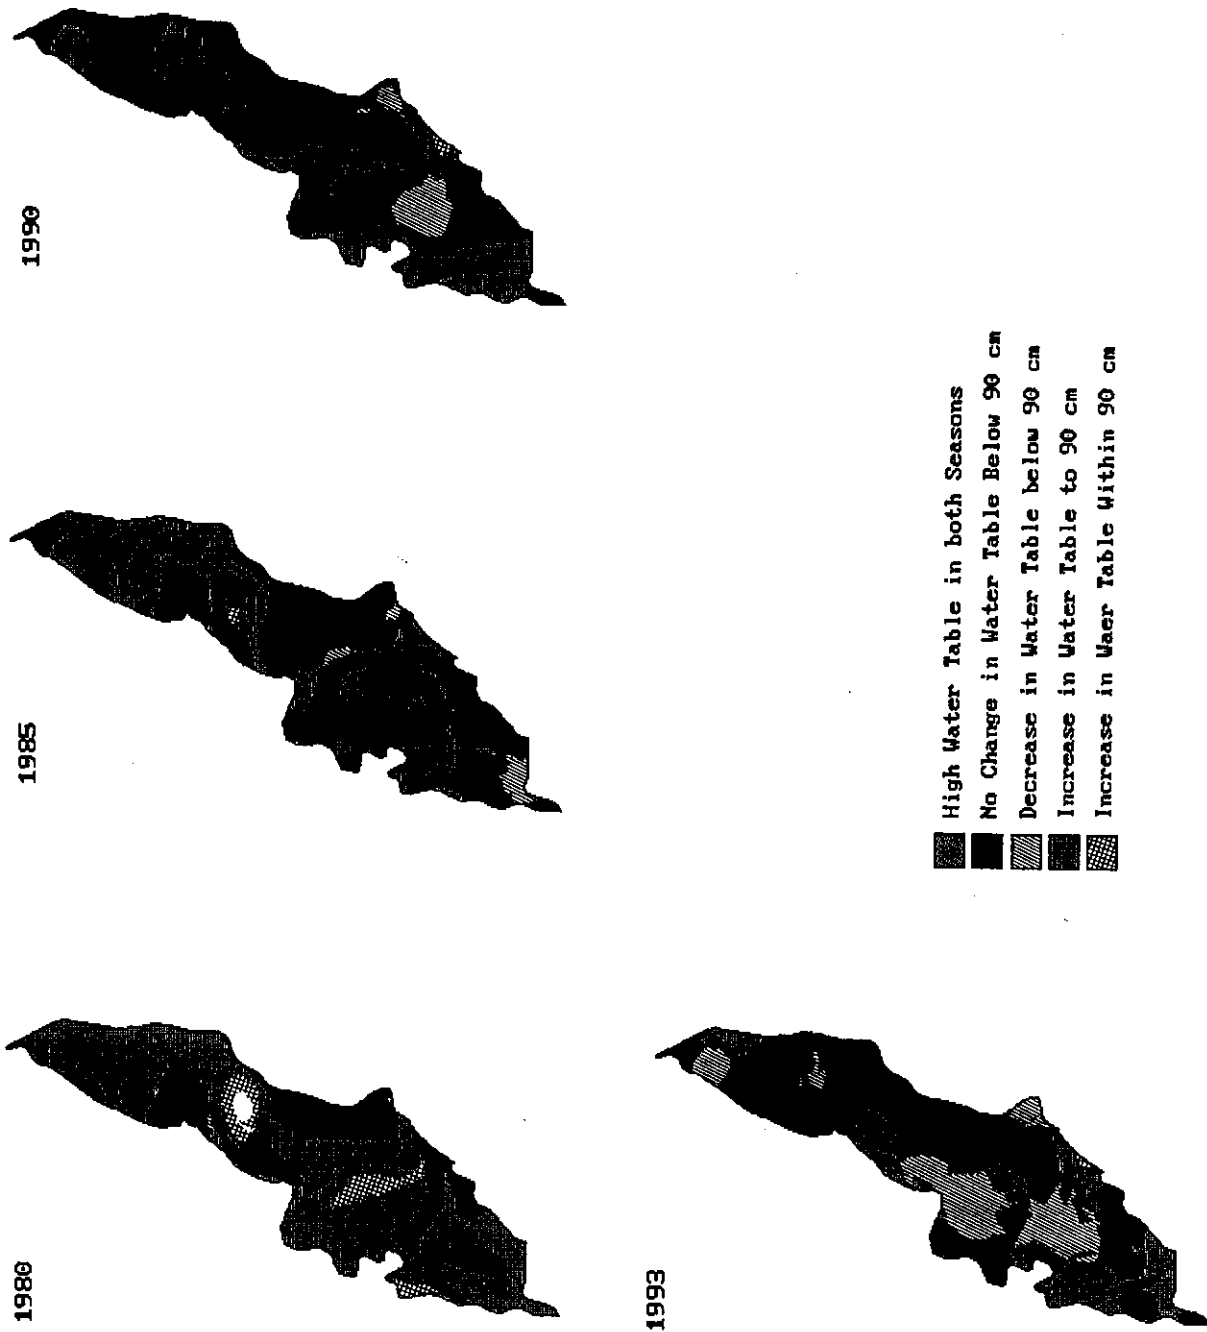 1980
1985
1990
1993
High Water Table in both Seasons
No Change in Water Table Below 90 cm
Decrease in Water Table below 90 cm
Increase in Water Table to 90 cm
Increase in Waer Table Within 90 cm